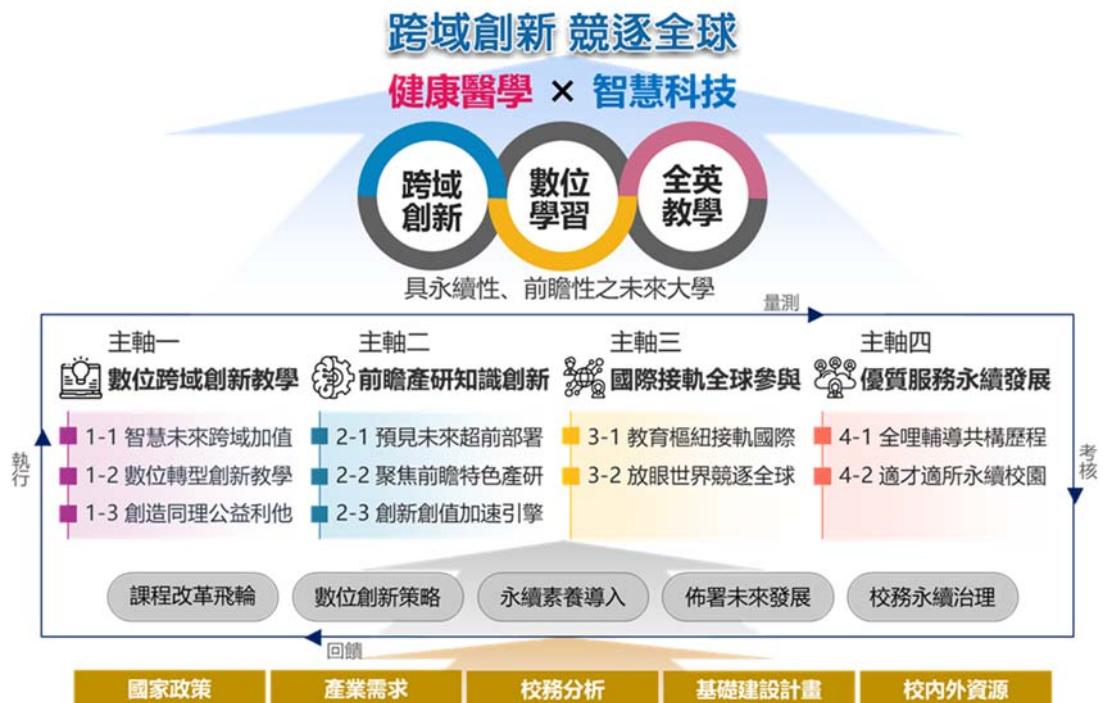 跨域創新 競逐全球
健康醫學 × 智慧科技
跨域
創新
數位
學習
全英
教學
具永續性、前瞻性之未來大學
量測
主軸一
數位跨域創新教學
1-1 智慧未來跨域加值
1-2 數位轉型創新教學
1-3 創造同理公益利他
主軸二
前瞻產研知識創新
2-1 預見未來超前部署
2-2 聚焦前瞻特色產研
2-3 創新創值加速引擎
主軸三
國際接軌全球參與
3-1 教育樞紐接軌國際
3-2 放眼世界競逐全球
主軸四
優質服務永續發展
4-1 全哩輔導共構歷程
4-2 適才適所永續校園
執行
考核
課程改革飛輪
數位創新策略
永續素養導入
佈署未來發展
校務永續治理
回饋
國家政策
產業需求
校務分析
基礎建設計畫
校內外資源